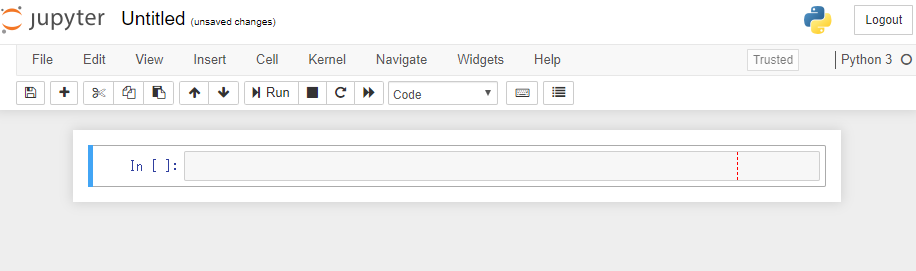 jupyter Untitled (unsaved changes) Logout
File Edit View Insert Cell Kernel Navigate Widgets Help Trusted Python 3
Run Code
In [ ]: